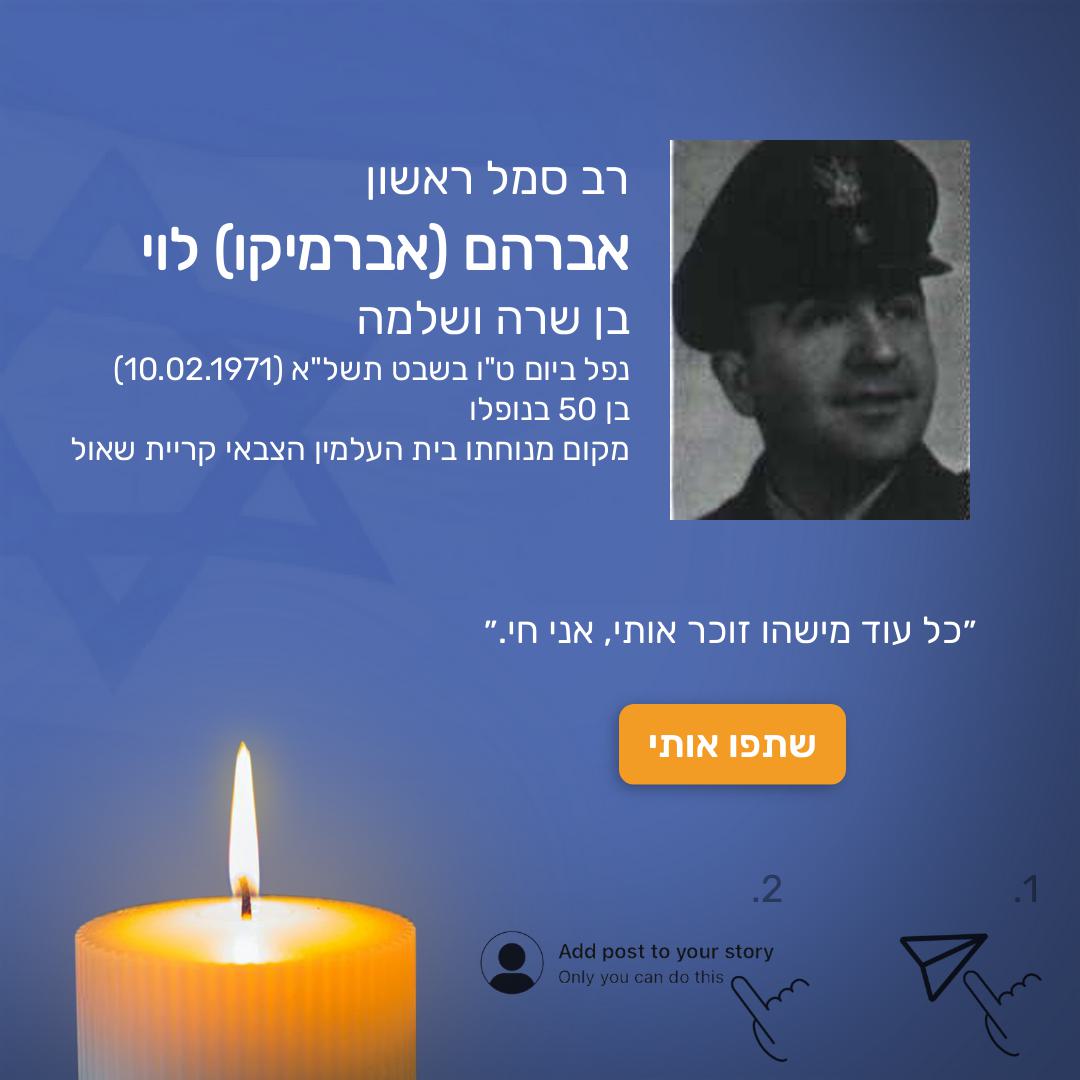 רב סמל ראשון
אברהם (אברמיקו) לוי
בן שרה ושלמה
נפל ביום ט"ו בשבט תשל"א (10.02.1971)
בן 50 בנופלו
מקום מנוחתו בית העלמין הצבאי קריית שאול
״כל עוד מישהו זוכר אותי, אני חי.״
שתפו אותי
1.
2.
Add post to your story
Only you can do this